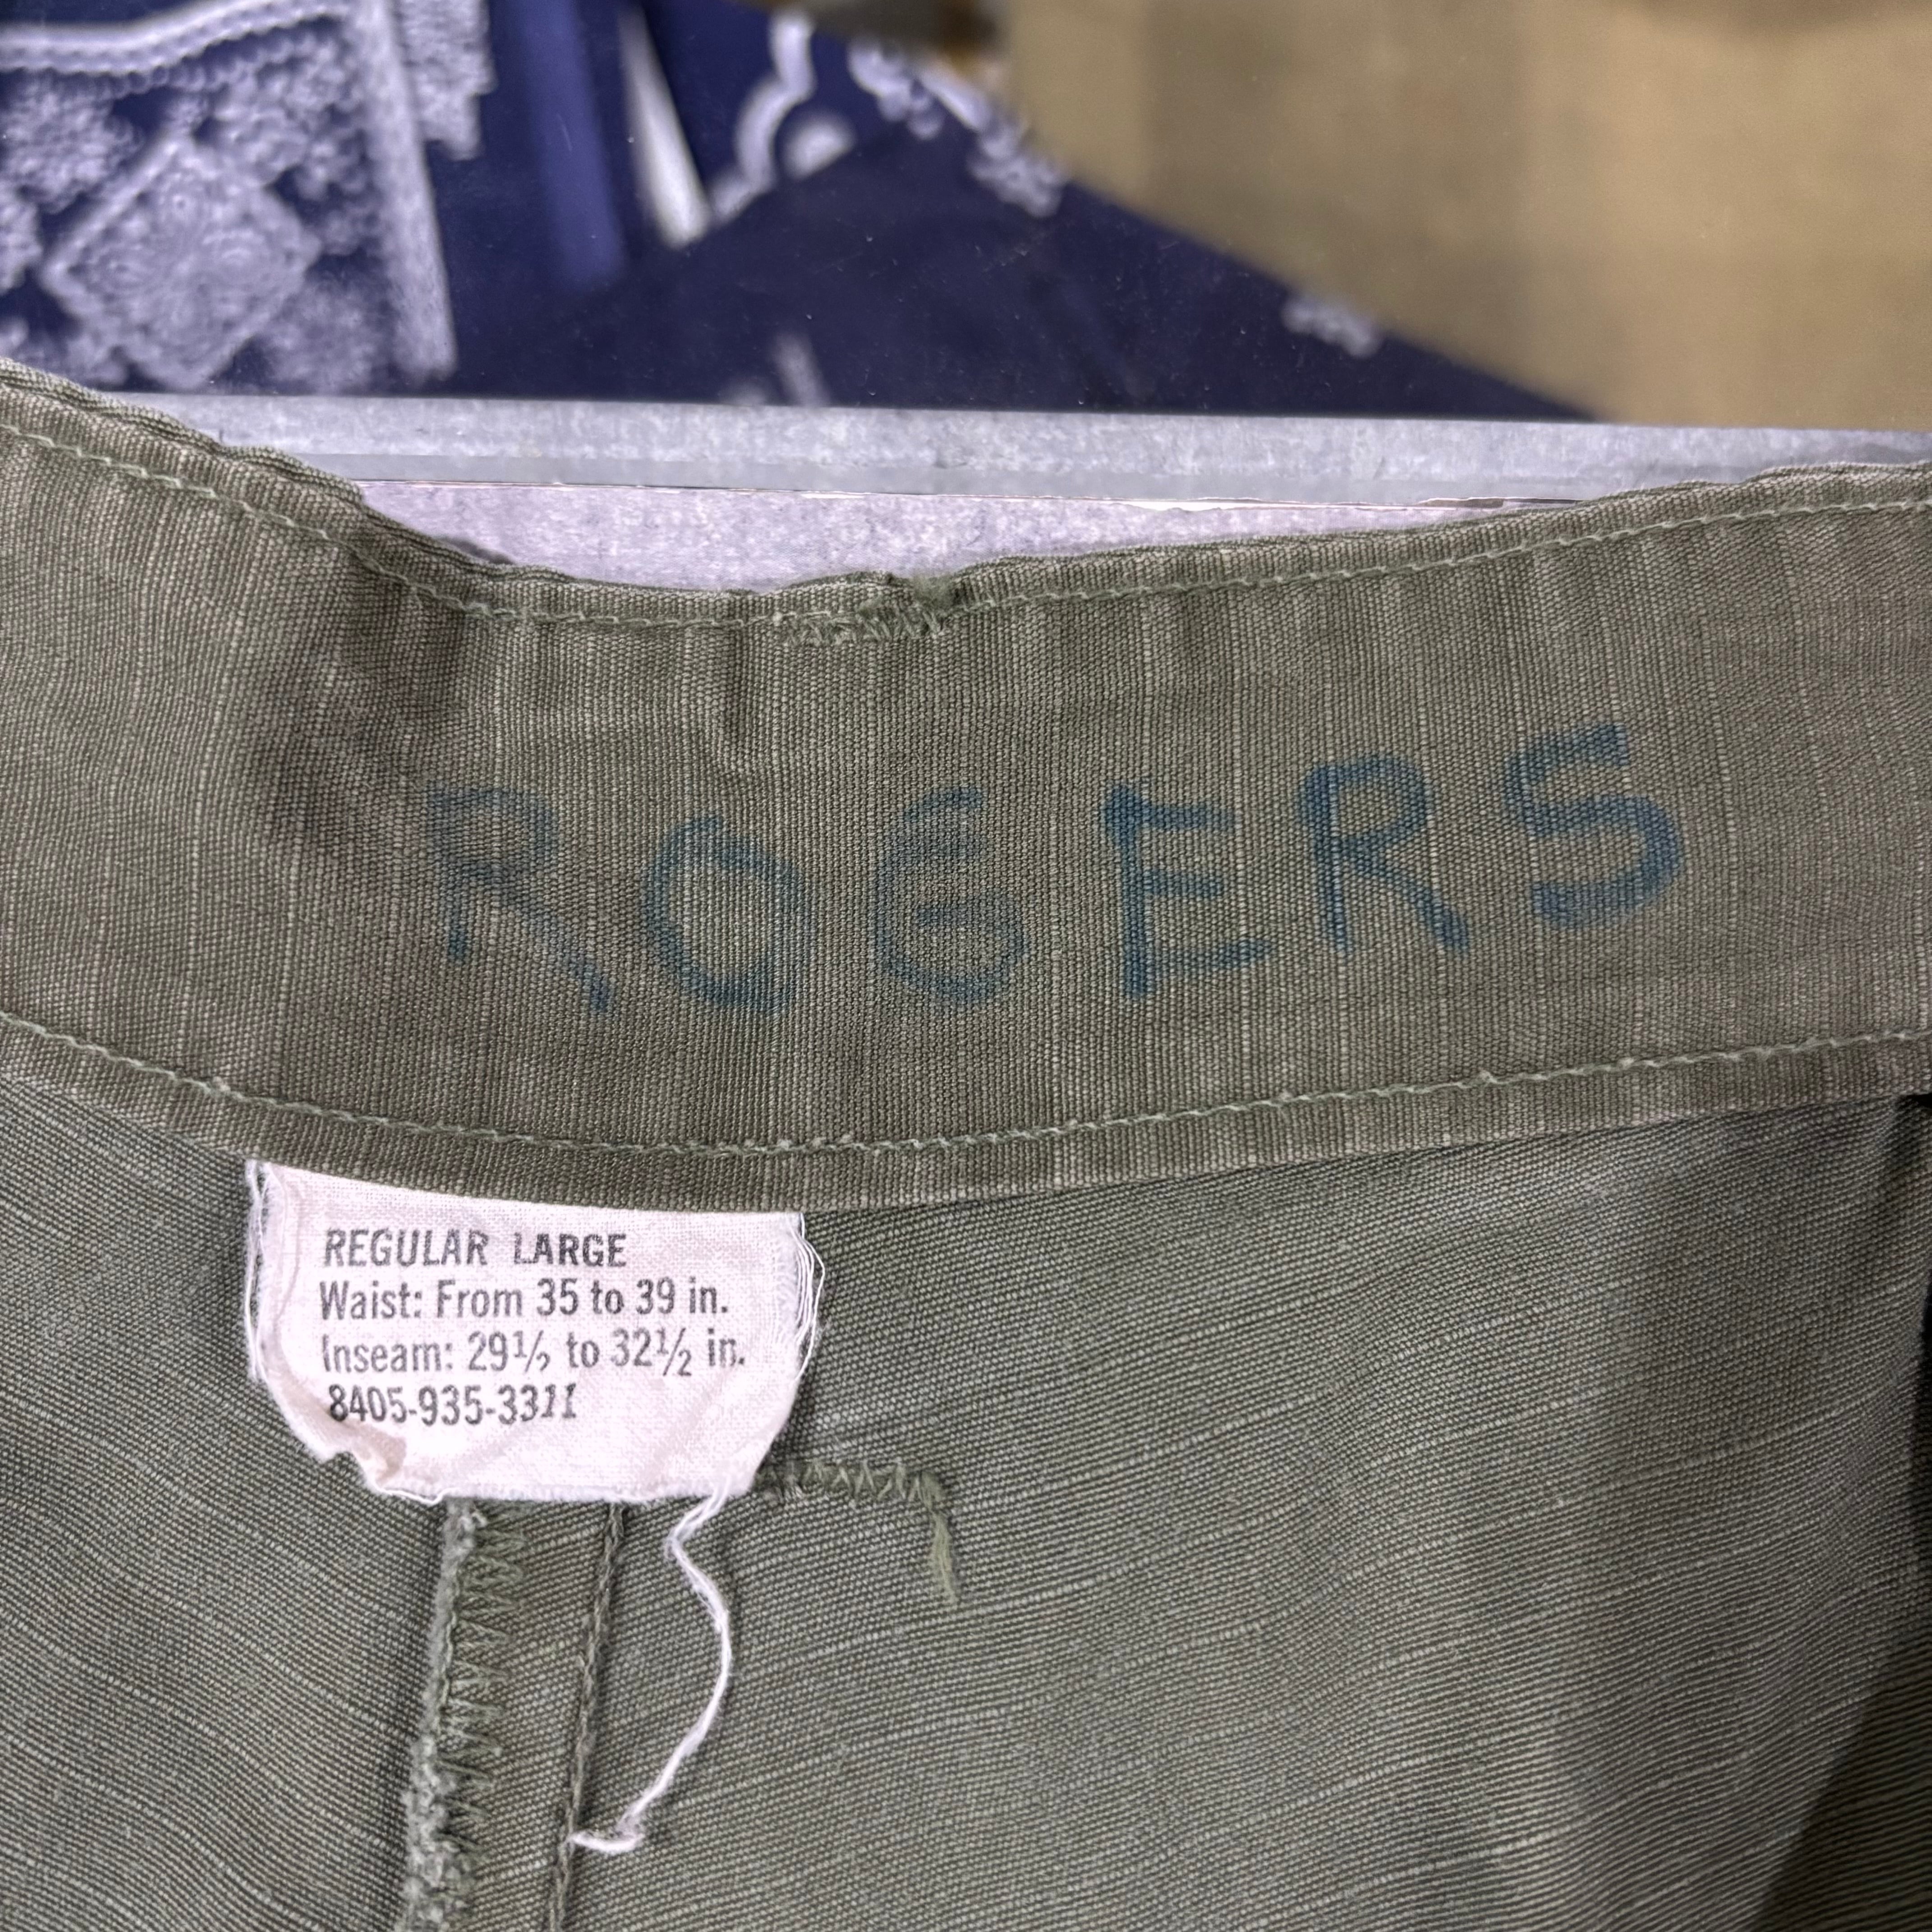 ROGERS
REGULAR LARGE
Waist: From 35 to 39 in.
Inseam: 29½ to 32½ in.
8405-935-3311